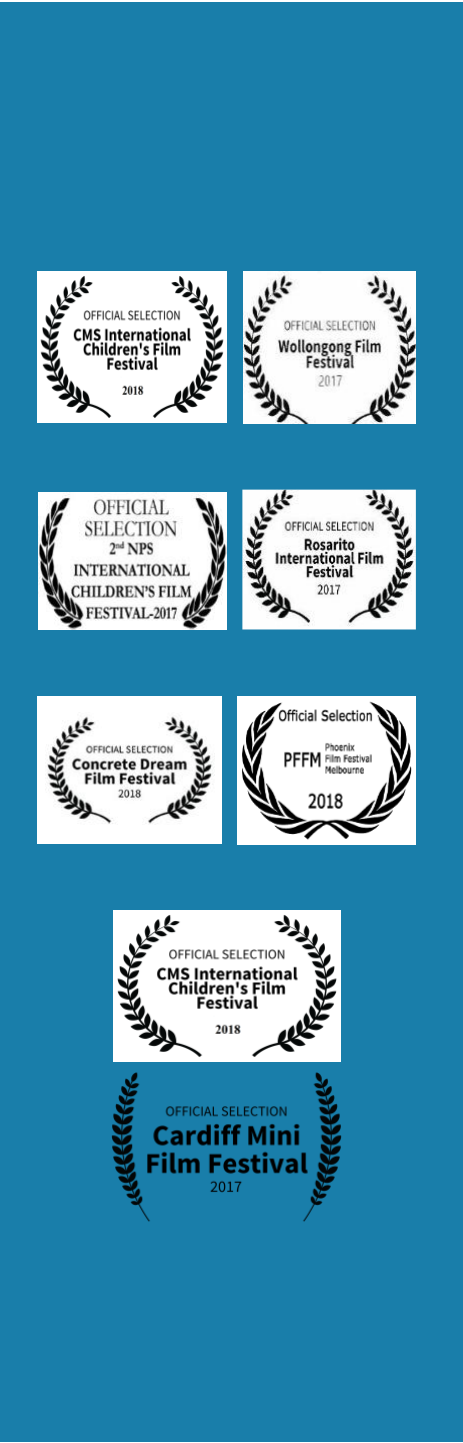 OFFICIAL SELECTION
CMS International
Children's Film
Festival
2018
OFFICIAL SELECTION
Wollongong Film
Festival
2017
OFFICIAL
SELECTION
2nd NPS
INTERNATIONAL
CHILDREN'S FILM
FESTIVAL-2017
OFFICIAL SELECTION
Rosarito
International Film
Festival
2017
OFFICIAL SELECTION
Concrete Dream
Film Festival
2018
Official Selection
PFFM
Phoenix
Film Festival
Melbourne
2018
OFFICIAL SELECTION
CMS International
Children's Film
Festival
2018
OFFICIAL SELECTION
Cardiff Mini
Film Festival
2017